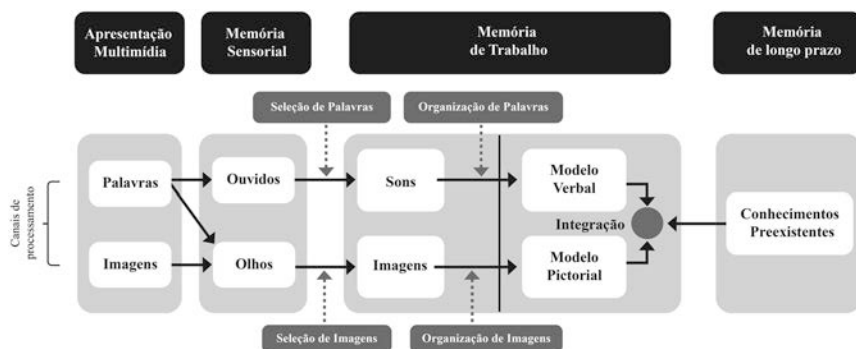 Apresentação
Multimídia
Memória
Sensorial
Memória
de Trabalho
Memória
de longo prazo
Seleção de Palavras
Organização de Palavras
Canais de
processamento
Palavras
Ouvidos
Sons
Modelo
Verbal
Integração
Conhecimentos
Preexistentes
Imagens
Olhos
Imagens
Modelo
Pictorial
Seleção de Imagens
Organização de Imagens